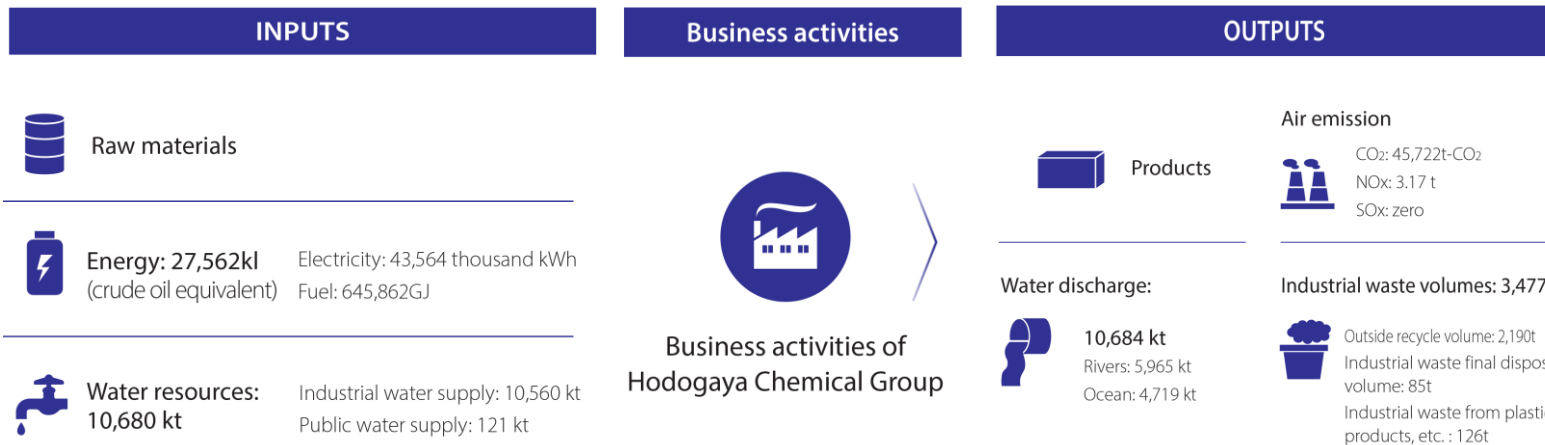 INPUTS
Raw materials
Energy: 27,562kl
(crude oil equivalent)
Electricity: 43,564 thousand kWh
Fuel: 645,862GJ
Water resources:
10,680 kt
Industrial water supply: 10,560 kt
Public water supply: 121 kt
Business activities
Business activities of
Hodogaya Chemical Group
OUTPUTS
Products
Air emission
CO2: 45,722t-CO2
NOx: 3.17 t
SOx: zero
Water discharge:
10,684 kt
Rivers: 5,965 kt
Ocean: 4,719 kt
Industrial waste volumes: 3,477
Outside recycle volume: 2,190t
Industrial waste final dispos
volume: 85t
Industrial waste from plasti
products, etc. : 126t